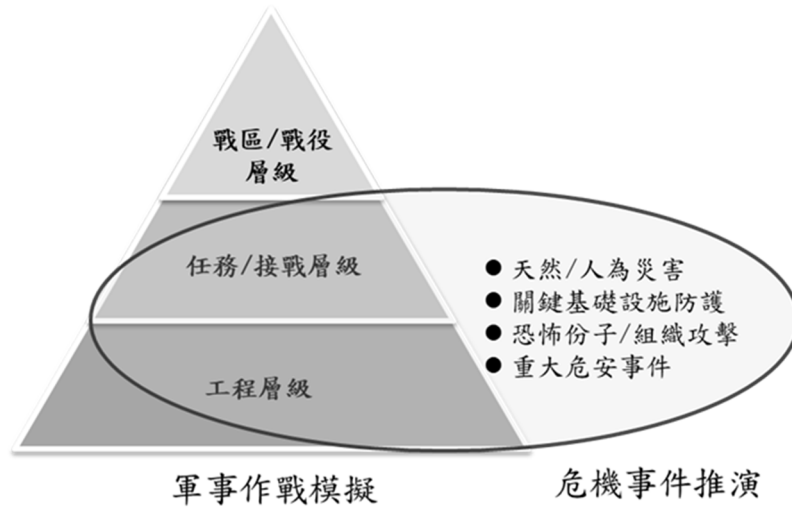 戰區/戰役
層級
任務/接戰層級
工程層級
● 天然/人為災害
● 關鍵基礎設施防護
● 恐怖份子/組織攻擊
● 重大危安事件
軍事作戰模擬
危機事件推演